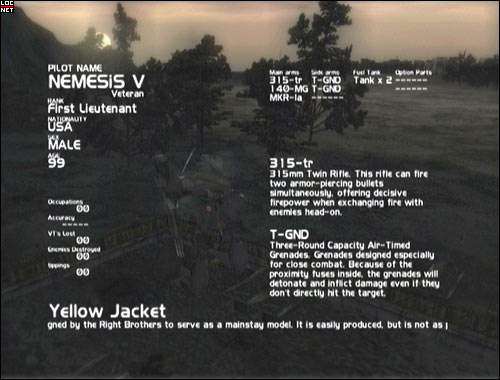 LOC
NET
PILOT NAME
NEMESiS V
Veteran
RANK
First Lieutenant
NATIONALITY
USA
SEX
MALE
AGE
99
Main arms Side arms Fuel Tank Option Parts
315-tr T-GND Tank x 2 ------
140-MG T-GND ------
MKR-la ------
315-tr
315mm Twin Rifle. This rifle can fire
two armor-piercing bullets
simultaneously, offering decisive
firepower when exchanging fire with
enemies head-on.
Occupations
00
Accuracy
-----
VT's Lost
00
Enemies Destroyed
00
tippings
00
T-GND
Three-Round Capacity Air-Timed
Grenades. Grenades designed especially
for close combat. Because of the
proximity fuses inside, the grenades will
detonate and inflict damage even if they
don't directly hit the target.
Yellow Jacket
gned by the Right Brothers to serve as a mainstay model. It is easily produced, but is not as